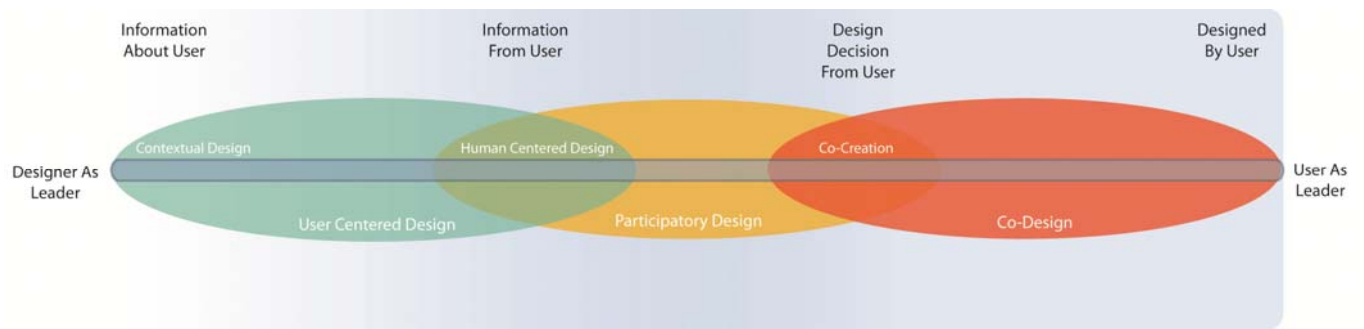 Information
About User
Information
From User
Design
Decision
From User
Designed
By User
Contextual Design
Human Centered Design
Co-Creation
Designer As
Leader
User As
Leader
User Centered Design
Participatory Design
Co-Design